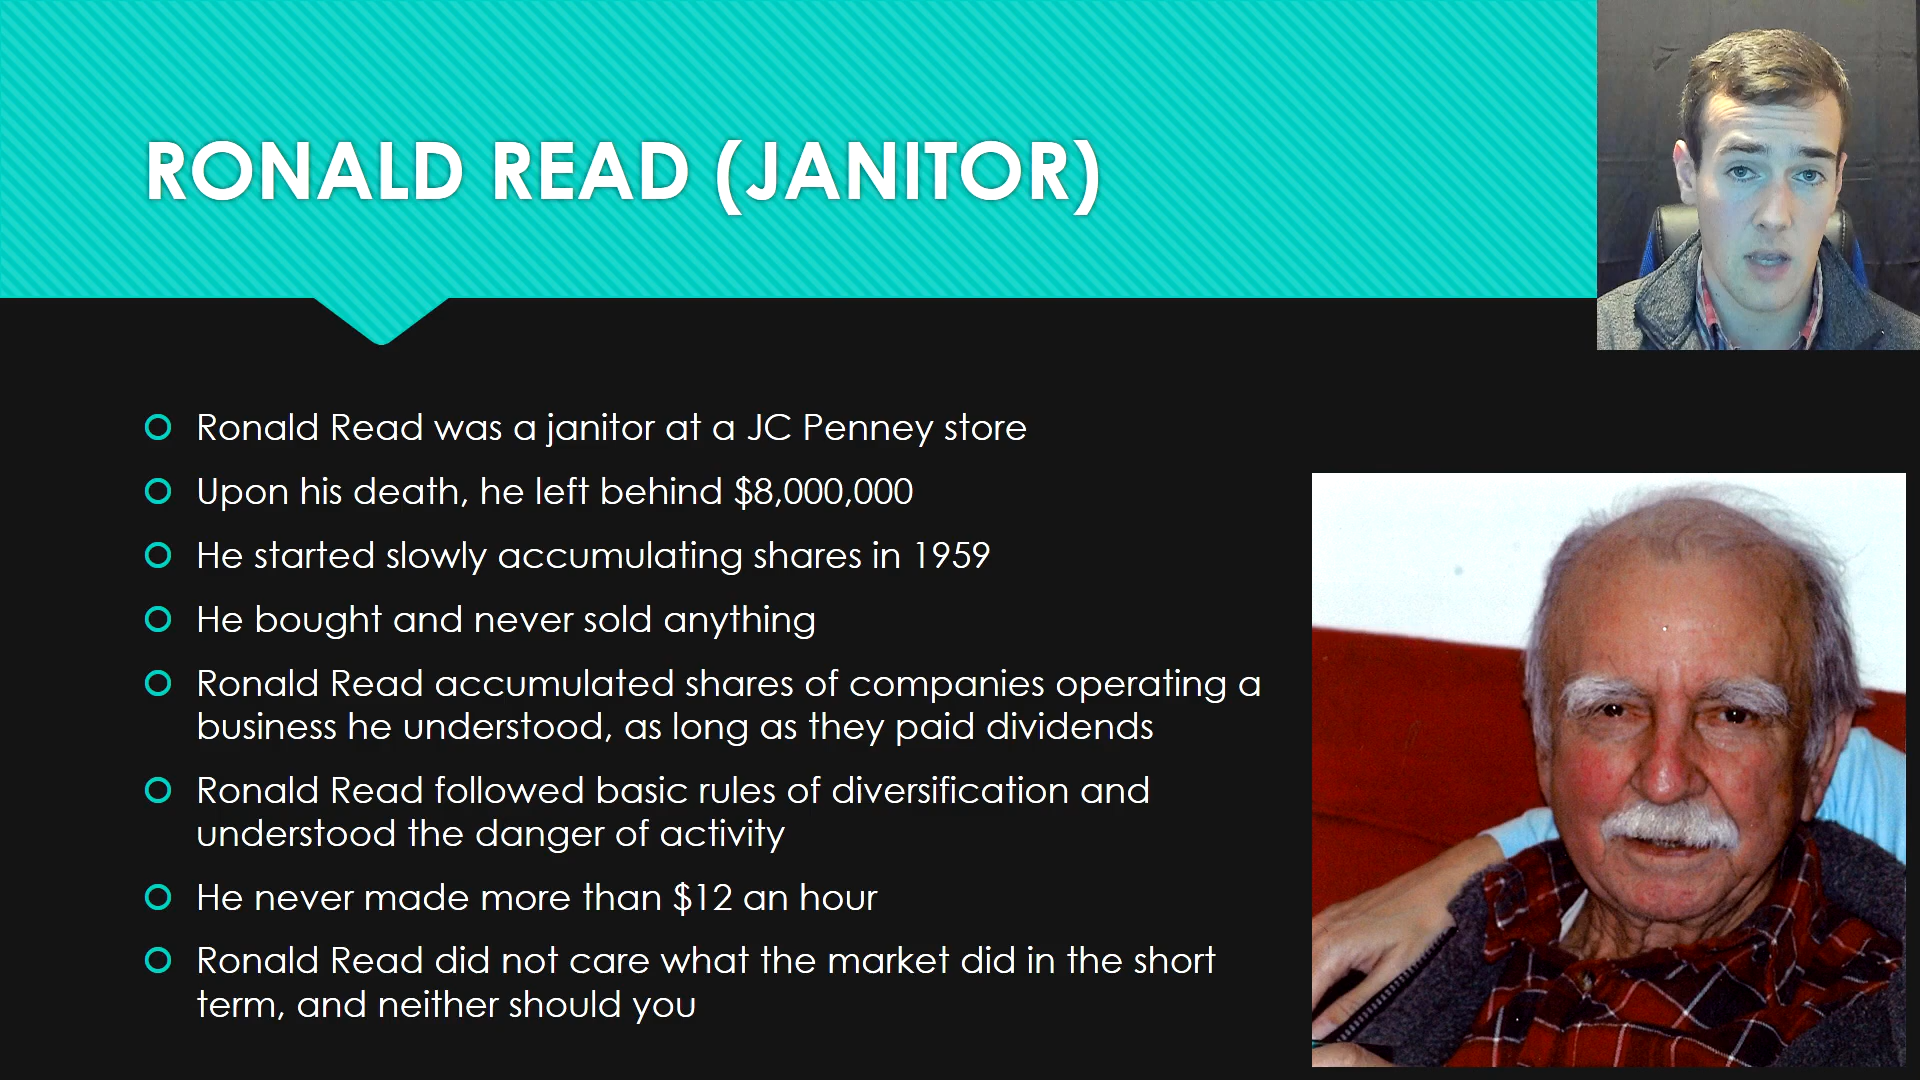 RONALD READ (JANITOR)
Ronald Read was a janitor at a JC Penney store
Upon his death, he left behind $8,000,000
He started slowly accumulating shares in 1959
He bought and never sold anything
Ronald Read accumulated shares of companies operating a
business he understood, as long as they paid dividends
Ronald Read followed basic rules of diversification and
understood the danger of activity
He never made more than $12 an hour
Ronald Read did not care what the market did in the short
term, and neither should you